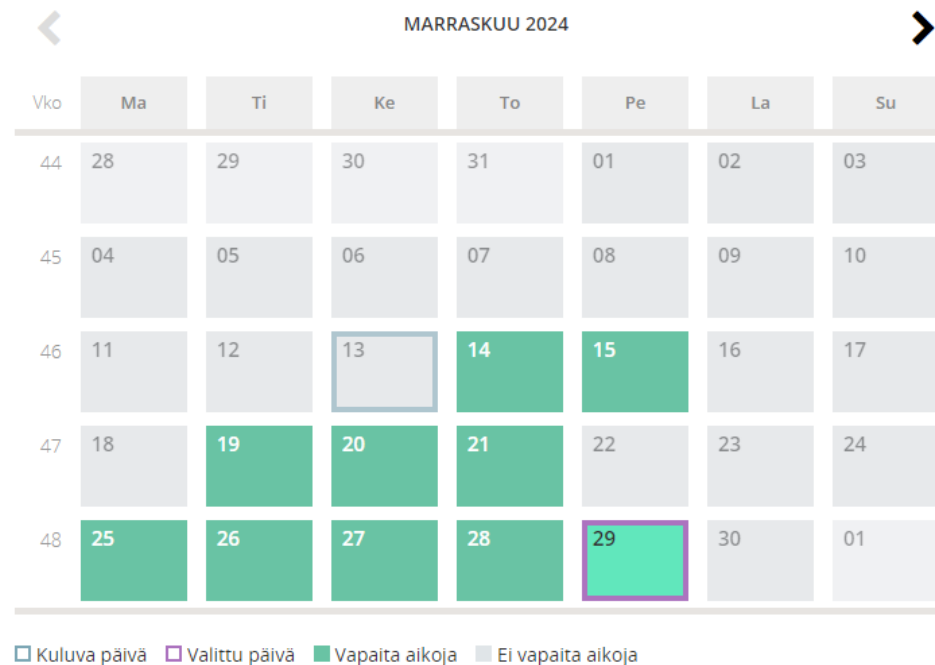 MARRASKUU 2024
Vko Ma Ti Ke To Pe La Su
44 28 29 30 31 01 02 03
45 04 05 06 07 08 09 10
46 11 12 13 14 15 16 17
47 18 19 20 21 22 23 24
48 25 26 27 28 29 30 01
Kuluva päivä Valittu päivä Vapaita aikoja Ei vapaita aikoja